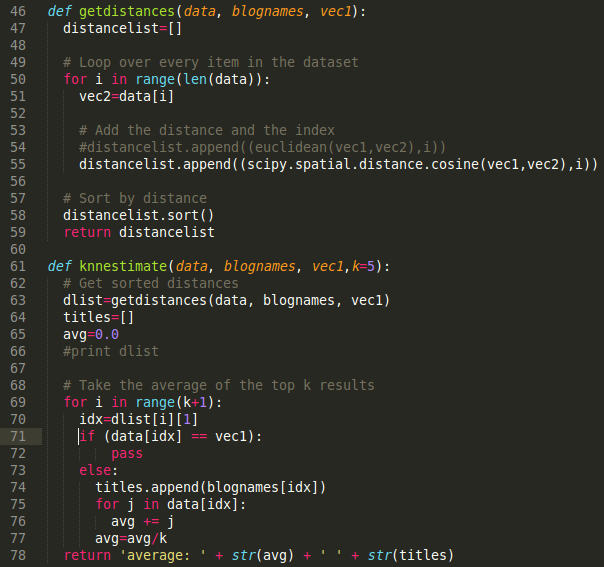 46 def getdistances(data, blognames, vec1):
47   distancelist=[]
48
49   # Loop over every item in the dataset
50   for i in range(len(data)):
51     vec2=data[i]
52
53     # Add the distance and the index
54     #distancelist.append((euclidean(vec1,vec2),i))
55     distancelist.append((scipy.spatial.distance.cosine(vec1,vec2),i))
56
57   # Sort by distance
58   distancelist.sort()
59   return distancelist
60
61 def knnestimate(data, blognames, vec1,k=5):
62   # Get sorted distances
63   dlist=getdistances(data, blognames, vec1)
64   titles=[]
65   avg=0.0
66   #print dlist
67
68   # Take the average of the top k results
69   for i in range(k+1):
70     idx=dlist[i][1]
71     if (data[idx] == vec1):
72         pass
73     else:
74       titles.append(blognames[idx])
75       for j in data[idx]:
76         avg += j
77       avg=avg/k
78   return 'average: ' + str(avg) + ' ' + str(titles)